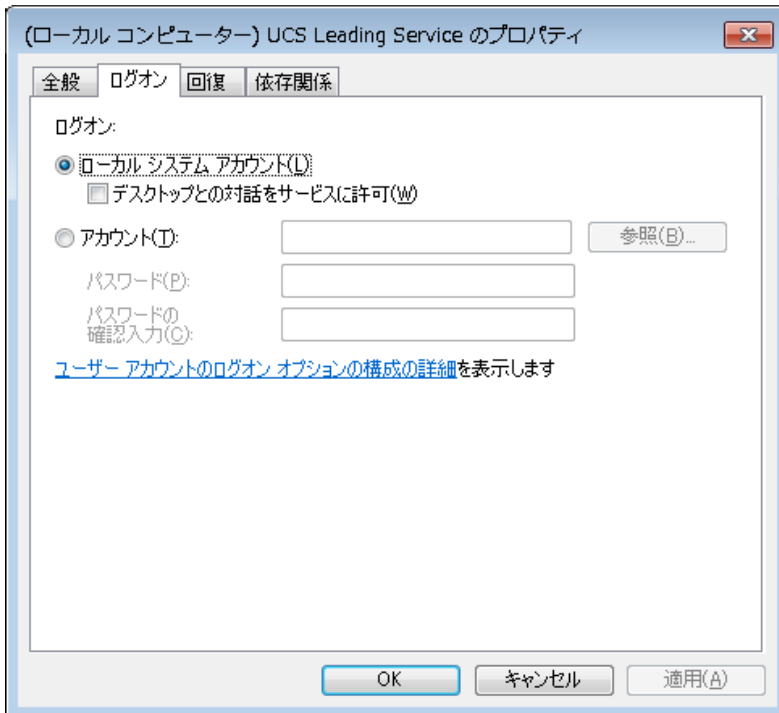 (ローカル コンピューター) UCS Leading Service のプロパティ
全般 ログオン 回復 依存関係
ログオン:
ローカル システム アカウント(L)
デスクトップとの対話をサービスに許可(W)
アカウント(T): 参照(B)...
パスワード(P):
パスワードの
確認入力(C):
ユーザー アカウントのログオン オプションの構成の詳細を表示します
OK キャンセル 適用(A)